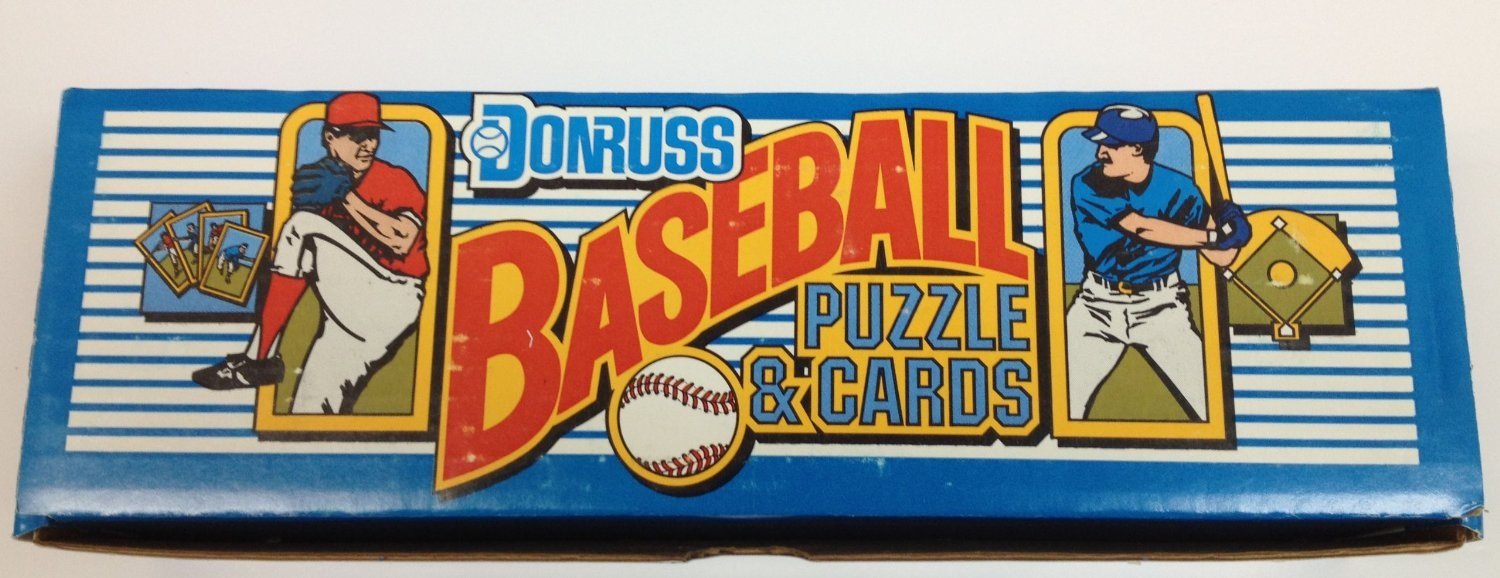 DONRUSS
BASEBALL
PUZZLE
& CARDS